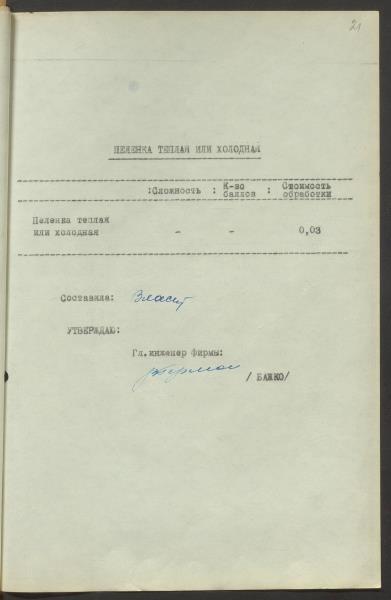 21
ПЕЛЕНКА ТЕПЛАЯ ИЛИ ХОЛОДНАЯ
:Сложность : К-во баллов : Стоимость обработки
Пеленка теплая
или холодная - - 0,03
Составила:
УТВЕРЖДАЮ:
Гл.инженер Фирмы:
/ БАЖКО/